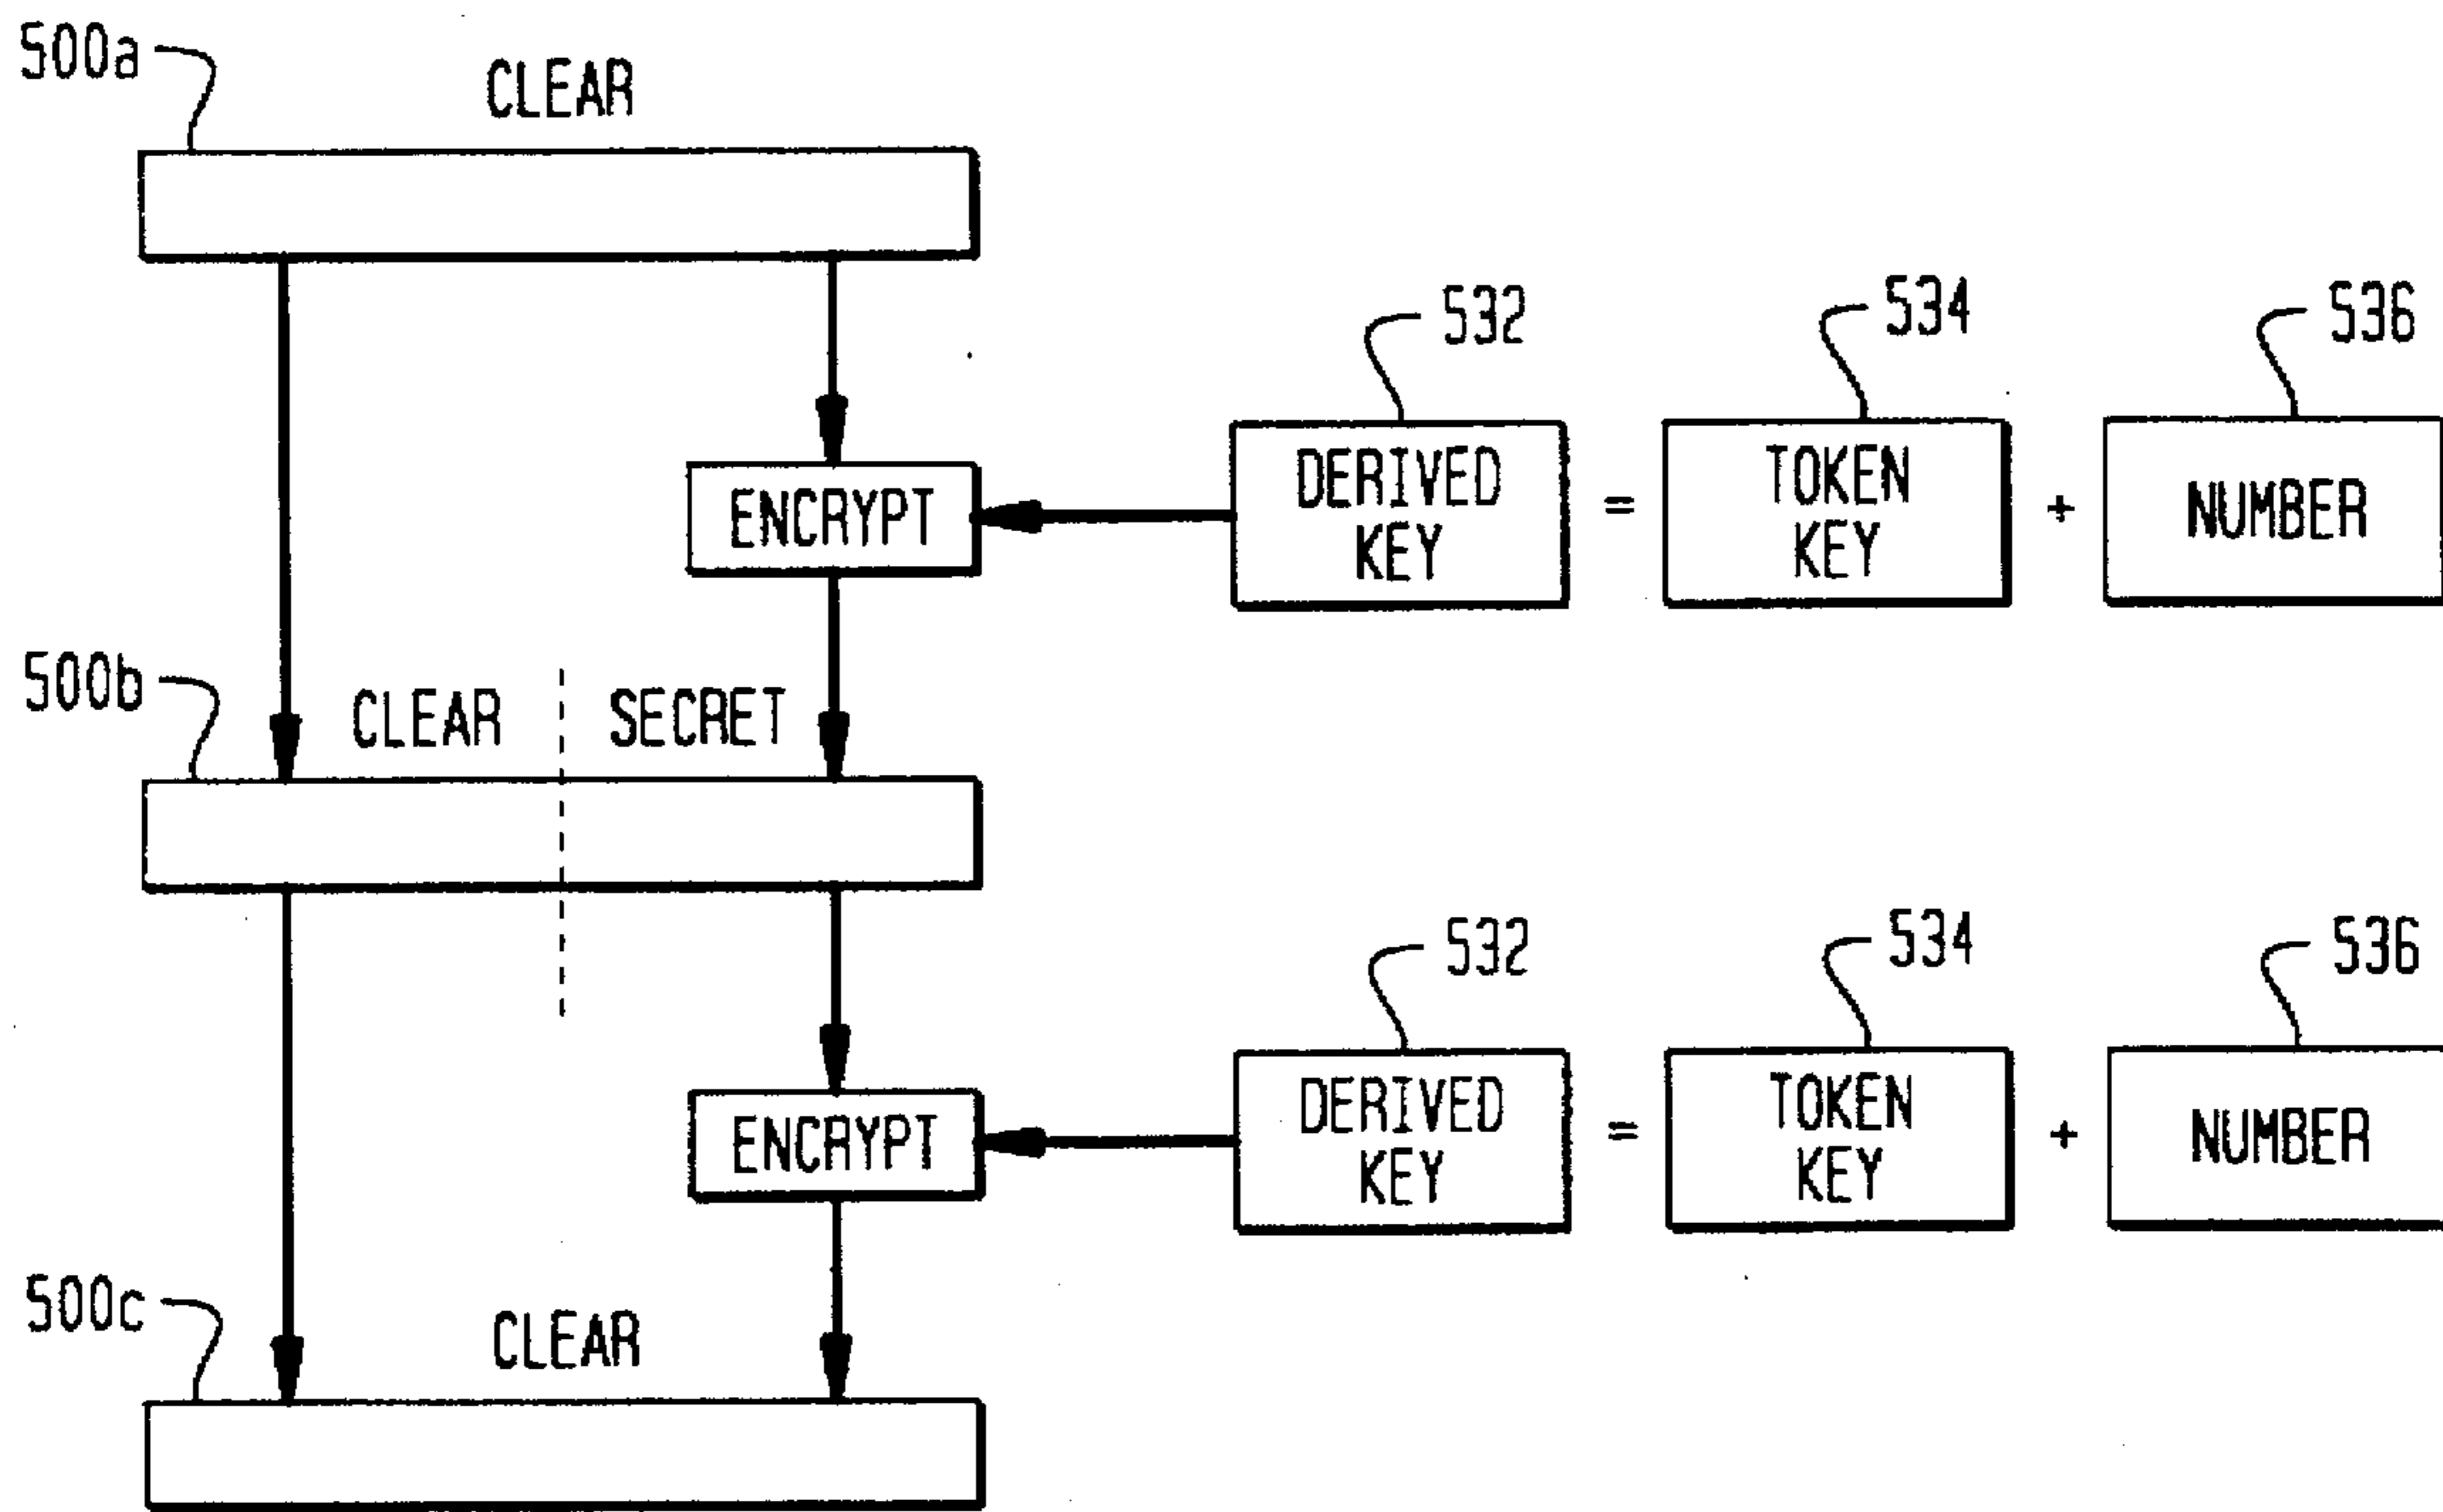 500a
CLEAR
532
534
536
ENCRYPT
DERIVED
KEY
=
TOKEN
KEY
+
NUMBER
500b
CLEAR
SECRET
532
534
536
ENCRYPT
DERIVED
KEY
=
TOKEN
KEY
+
NUMBER
500c
CLEAR